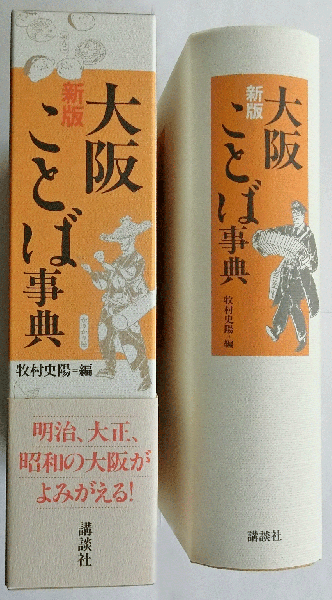 新版
大阪
ことば事典
牧村史陽=編
明治、大正、
昭和の大阪が
よみがえる!
講談社
新版
大阪
ことば事典
牧村史陽 編
講談社